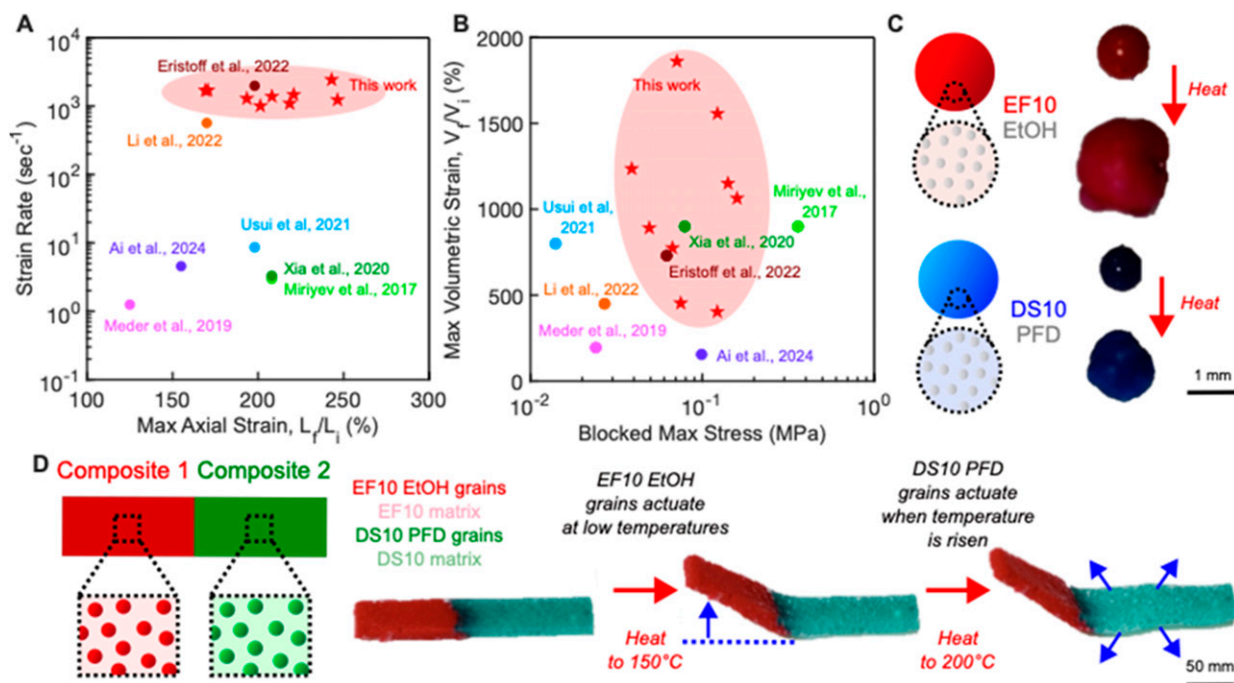 A
Strain Rate (sec⁻¹)
10⁴
10³
10²
10¹
10⁰
10⁻¹
Eristoff et al., 2022
This work
Li et al., 2022
Usui et al, 2021
Ai et al., 2024
Xia et al., 2020
Miriyev et al., 2017
Meder et al., 2019
100
150
200
250
300
Max Axial Strain, L_f/L_i (%)
B
Max Volumetric Strain, V_f/V_i (%)
2000
1500
1000
500
0
This work
Miriyev et al.,
2017
Usui et al,
2021
Xia et al., 2020
Eristoff et al., 2022
Li et al., 2022
Meder et al., 2019
Ai et al., 2024
10⁻²
10⁻¹
10⁰
Blocked Max Stress (MPa)
C
EF10
EtOH
Heat
DS10
PFD
Heat
1 mm
D
Composite 1 Composite 2
EF10 EtOH grains
EF10 matrix
DS10 PFD grains
DS10 matrix
EF10 EtOH
grains actuate
at low temperatures
Heat
to 150°C
DS10 PFD
grains actuate
when temperature
is risen
Heat
to 200°C
50 mm